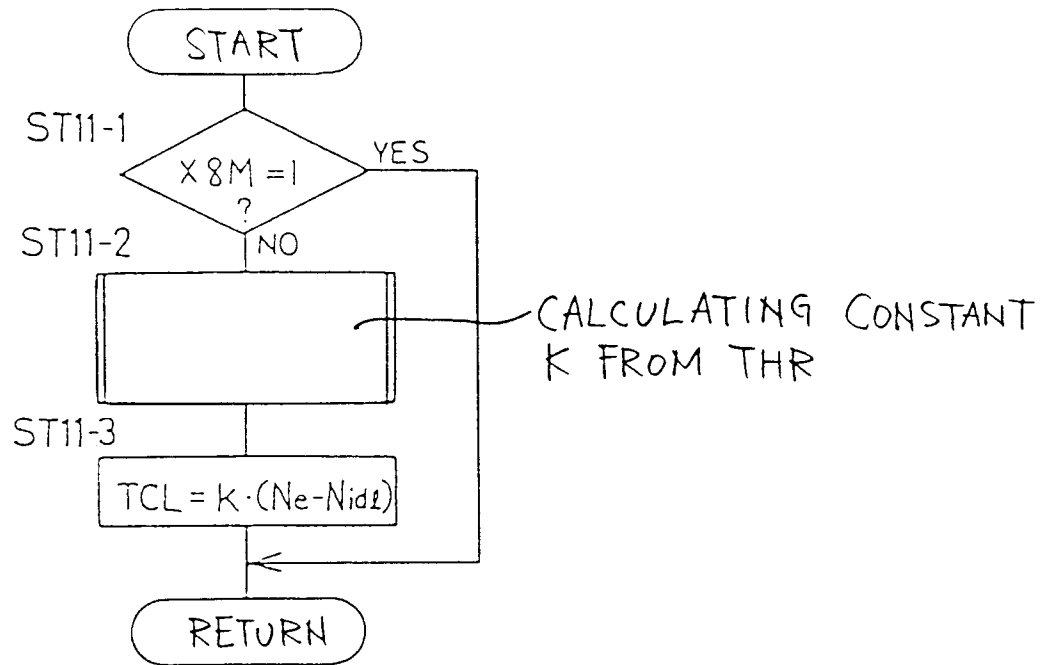 START
ST11-1
X8M=1
?
YES
NO
ST11-2
CALCULATING CONSTANT
K FROM THR
ST11-3
TCL=K·(Ne-Nidl)
RETURN